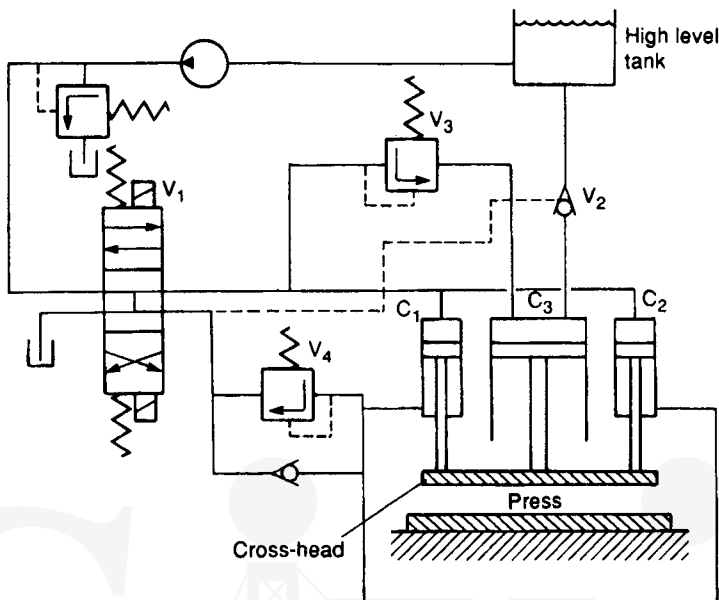 High level
tank
V3
V1
V2
C1
C3
C2
V4
Press
Cross-head